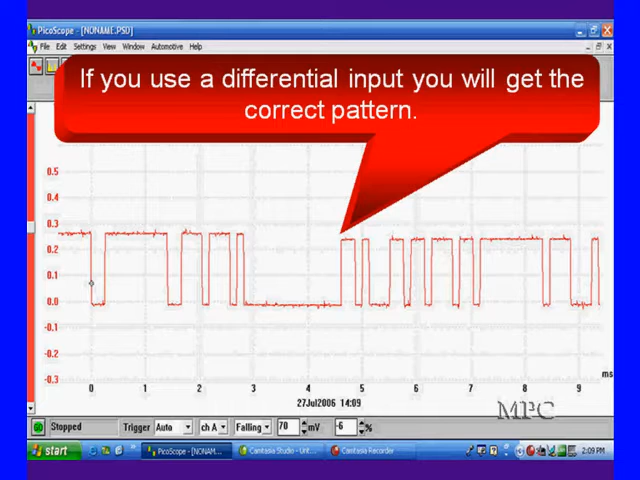 PicoScope - [NONAME.PSD]
File Edit Settings View Window Automotive Help
If you use a differential input you will get the
correct pattern.
0.5
0.4
0.3
0.2
0.1
0.0
-0.1
-0.2
-0.3
ms
0 1 2 3 4 5 6 7 8 9
27Jul2006 14:09
MPC
GO Stopped Trigger Auto ch A Falling 70 mV -6 %
start PicoScope - [NONAM... Camtasia Studio - Unt... Camtasia Recorder 2:09 PM